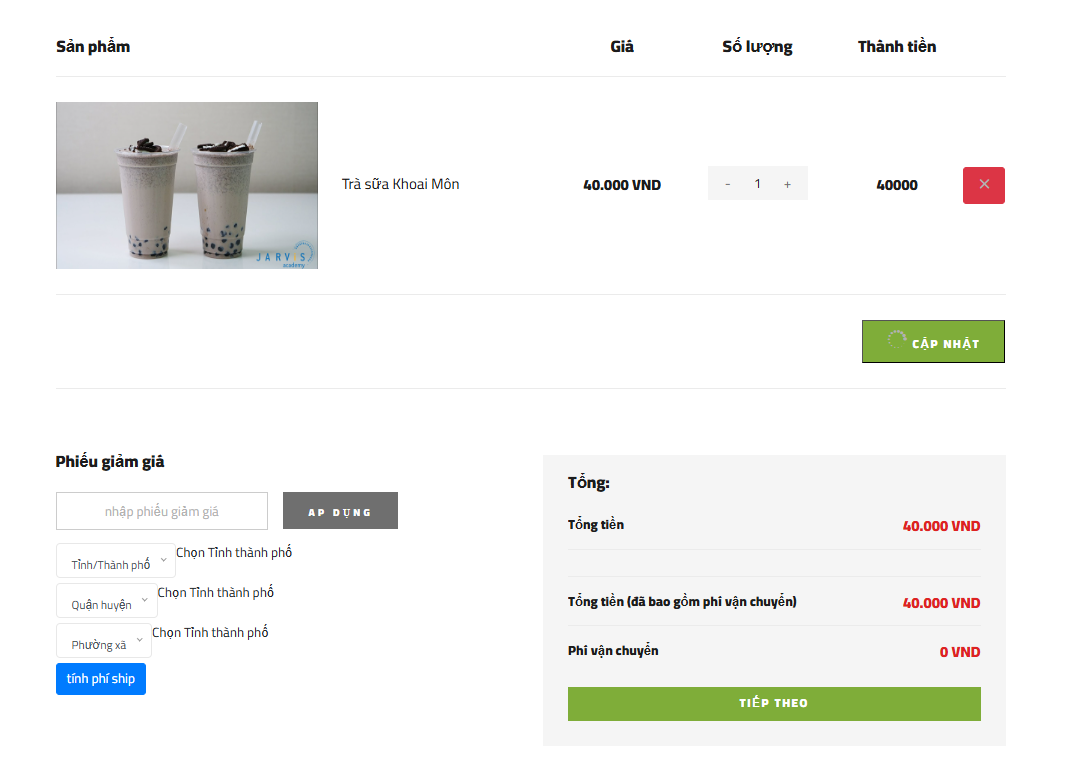 Sản phẩm Giá Số lượng Thành tiền
JARVIS
academy
Trà sữa Khoai Môn 40.000 VND - 1 + 40000 ×
CẬP NHẬT
Phiếu giảm giá
nhập phiếu giảm giá AP DỤNG
Tỉnh/Thành phố Chọn Tỉnh thành phố
Quận huyện Chọn Tỉnh thành phố
Phường xã Chọn Tỉnh thành phố
tính phí ship
Tổng:
Tổng tiền 40.000 VND
Tổng tiền (đã bao gồm phí vận chuyển) 40.000 VND
Phí vận chuyển 0 VND
TIẾP THEO